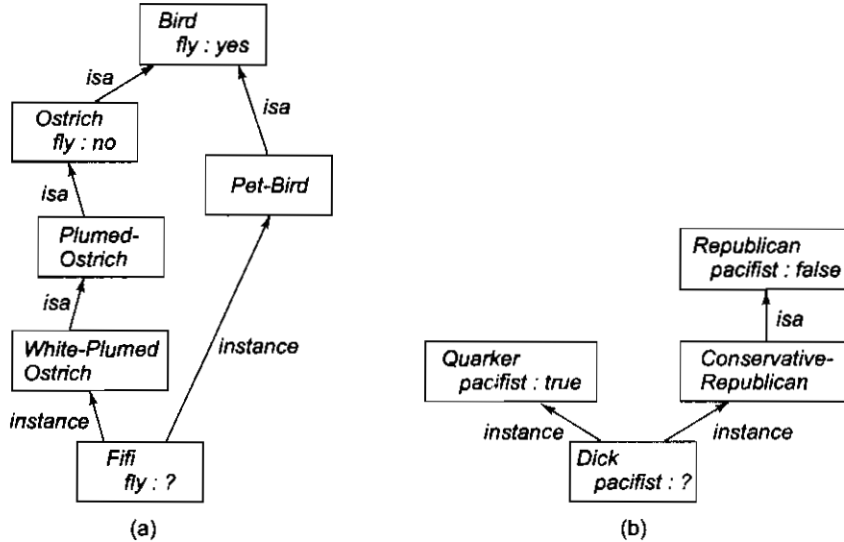 Bird
fly : yes
isa
isa
Ostrich
fly : no
Pet-Bird
isa
Plumed-
Ostrich
isa
White-Plumed
Ostrich
instance
instance
Fifi
fly : ?
(a)
Republican
pacifist : false
isa
Quarker
pacifist : true
Conservative-
Republican
instance
instance
Dick
pacifist : ?
(b)